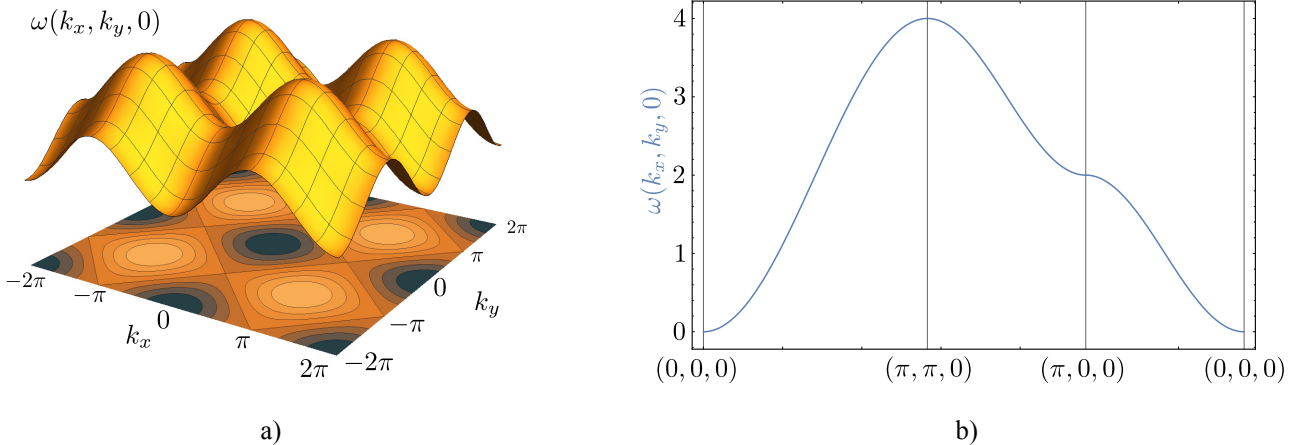 ω(k_x, k_y, 0)
−2π
−π
0
π
2π
k_x
−2π
−π
0
π
2π
k_y
a)
ω(k_x, k_y, 0)
4
3
2
1
0
(0, 0, 0)
(π, π, 0)
(π, 0, 0)
(0, 0, 0)
b)